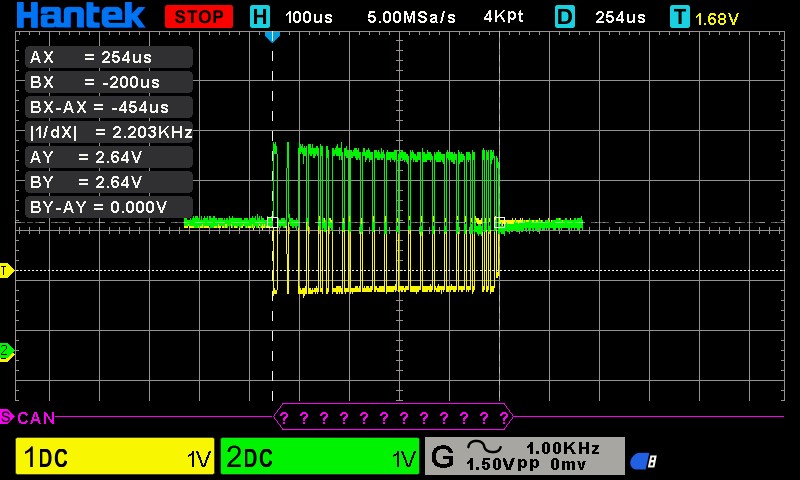 Hantek STOP H 100us 5.00MSa/s 4Kpt D 254us T 1.68V
AX = 254us
BX = -200us
BX-AX = -454us
|1/dX| = 2.203KHz
AY = 2.64V
BY = 2.64V
BY-AY = 0.000V
T
2
S CAN ? ? ? ? ? ? ? ? ? ? ? ?
1DC 1V 2DC 1V G 1.00KHz
1.50Vpp 0mv